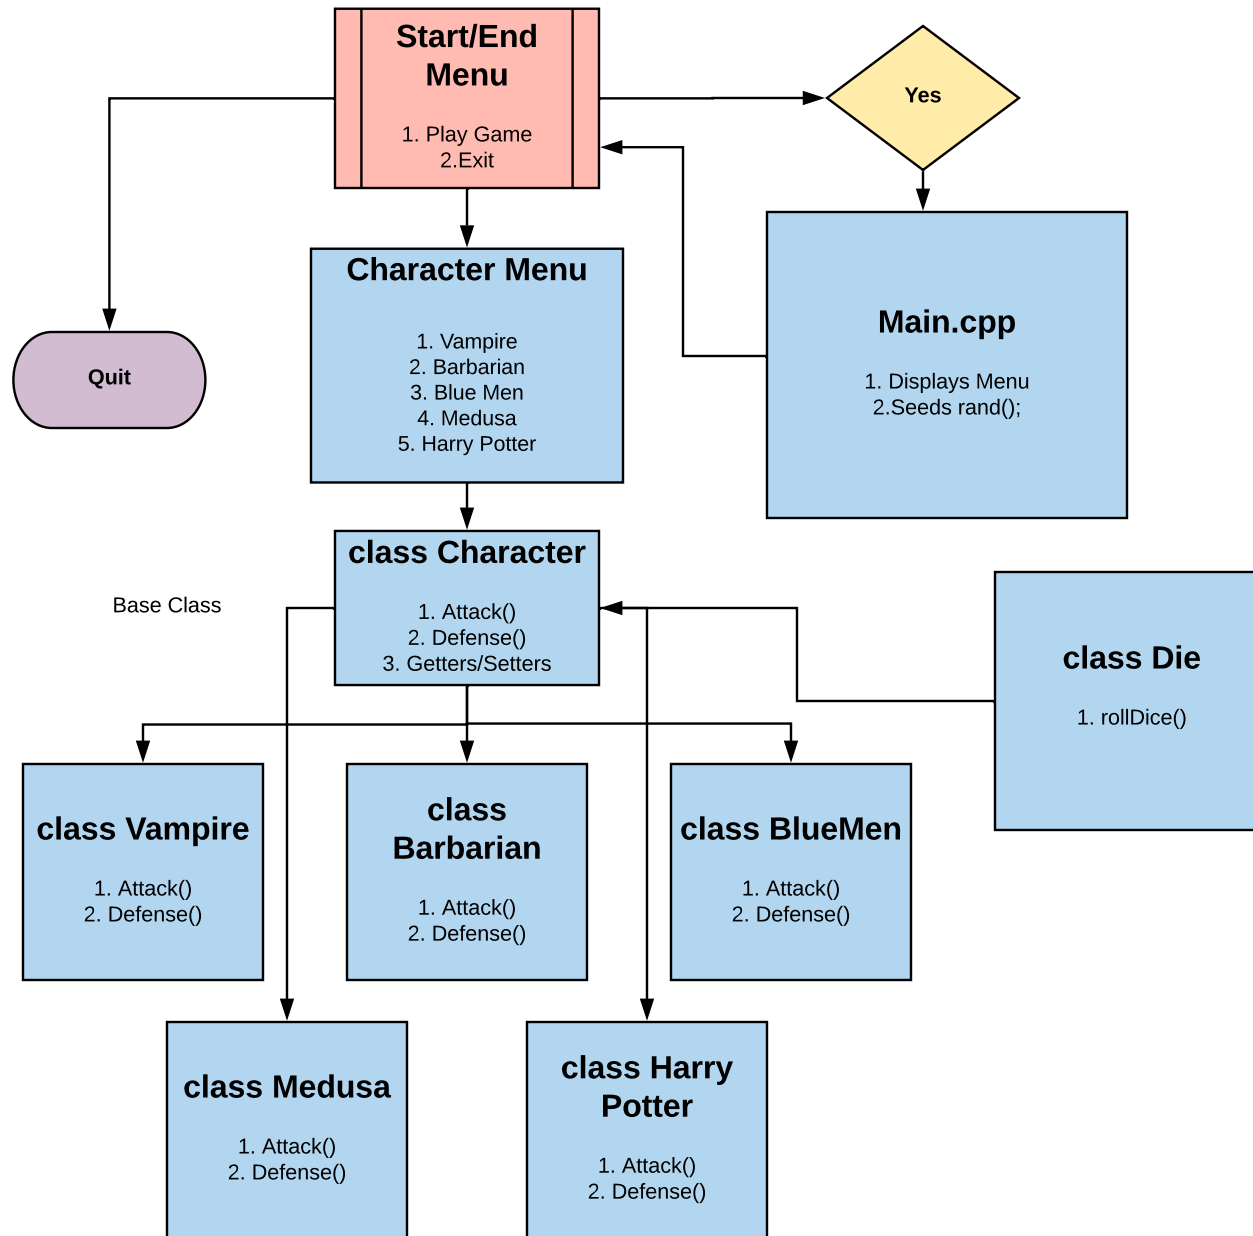 Start/End
Menu
1. Play Game
2.Exit
Yes
Character Menu
1. Vampire
2. Barbarian
3. Blue Men
4. Medusa
5. Harry Potter
Main.cpp
1. Displays Menu
2.Seeds rand();
Quit
class Character
1. Attack()
2. Defense()
3. Getters/Setters
Base Class
class Die
1. rollDice()
class Vampire
1. Attack()
2. Defense()
class
Barbarian
1. Attack()
2. Defense()
class BlueMen
1. Attack()
2. Defense()
class Medusa
1. Attack()
2. Defense()
class Harry
Potter
1. Attack()
2. Defense()